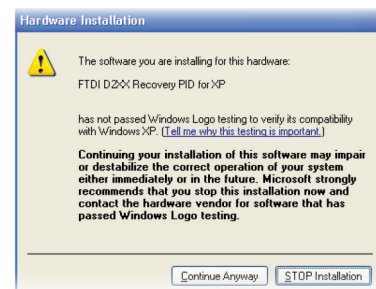 Hardware Installation
The software you are installing for this hardware:
FTDI D2XX Recovery PID for XP
has not passed Windows Logo testing to verify its compatibility
with Windows XP. (Tell me why this testing is important.)
Continuing your installation of this software may impair
or destabilize the correct operation of your system
either immediately or in the future. Microsoft strongly
recommends that you stop this installation now and
contact the hardware vendor for software that has
passed Windows Logo testing.
Continue Anyway STOP Installation